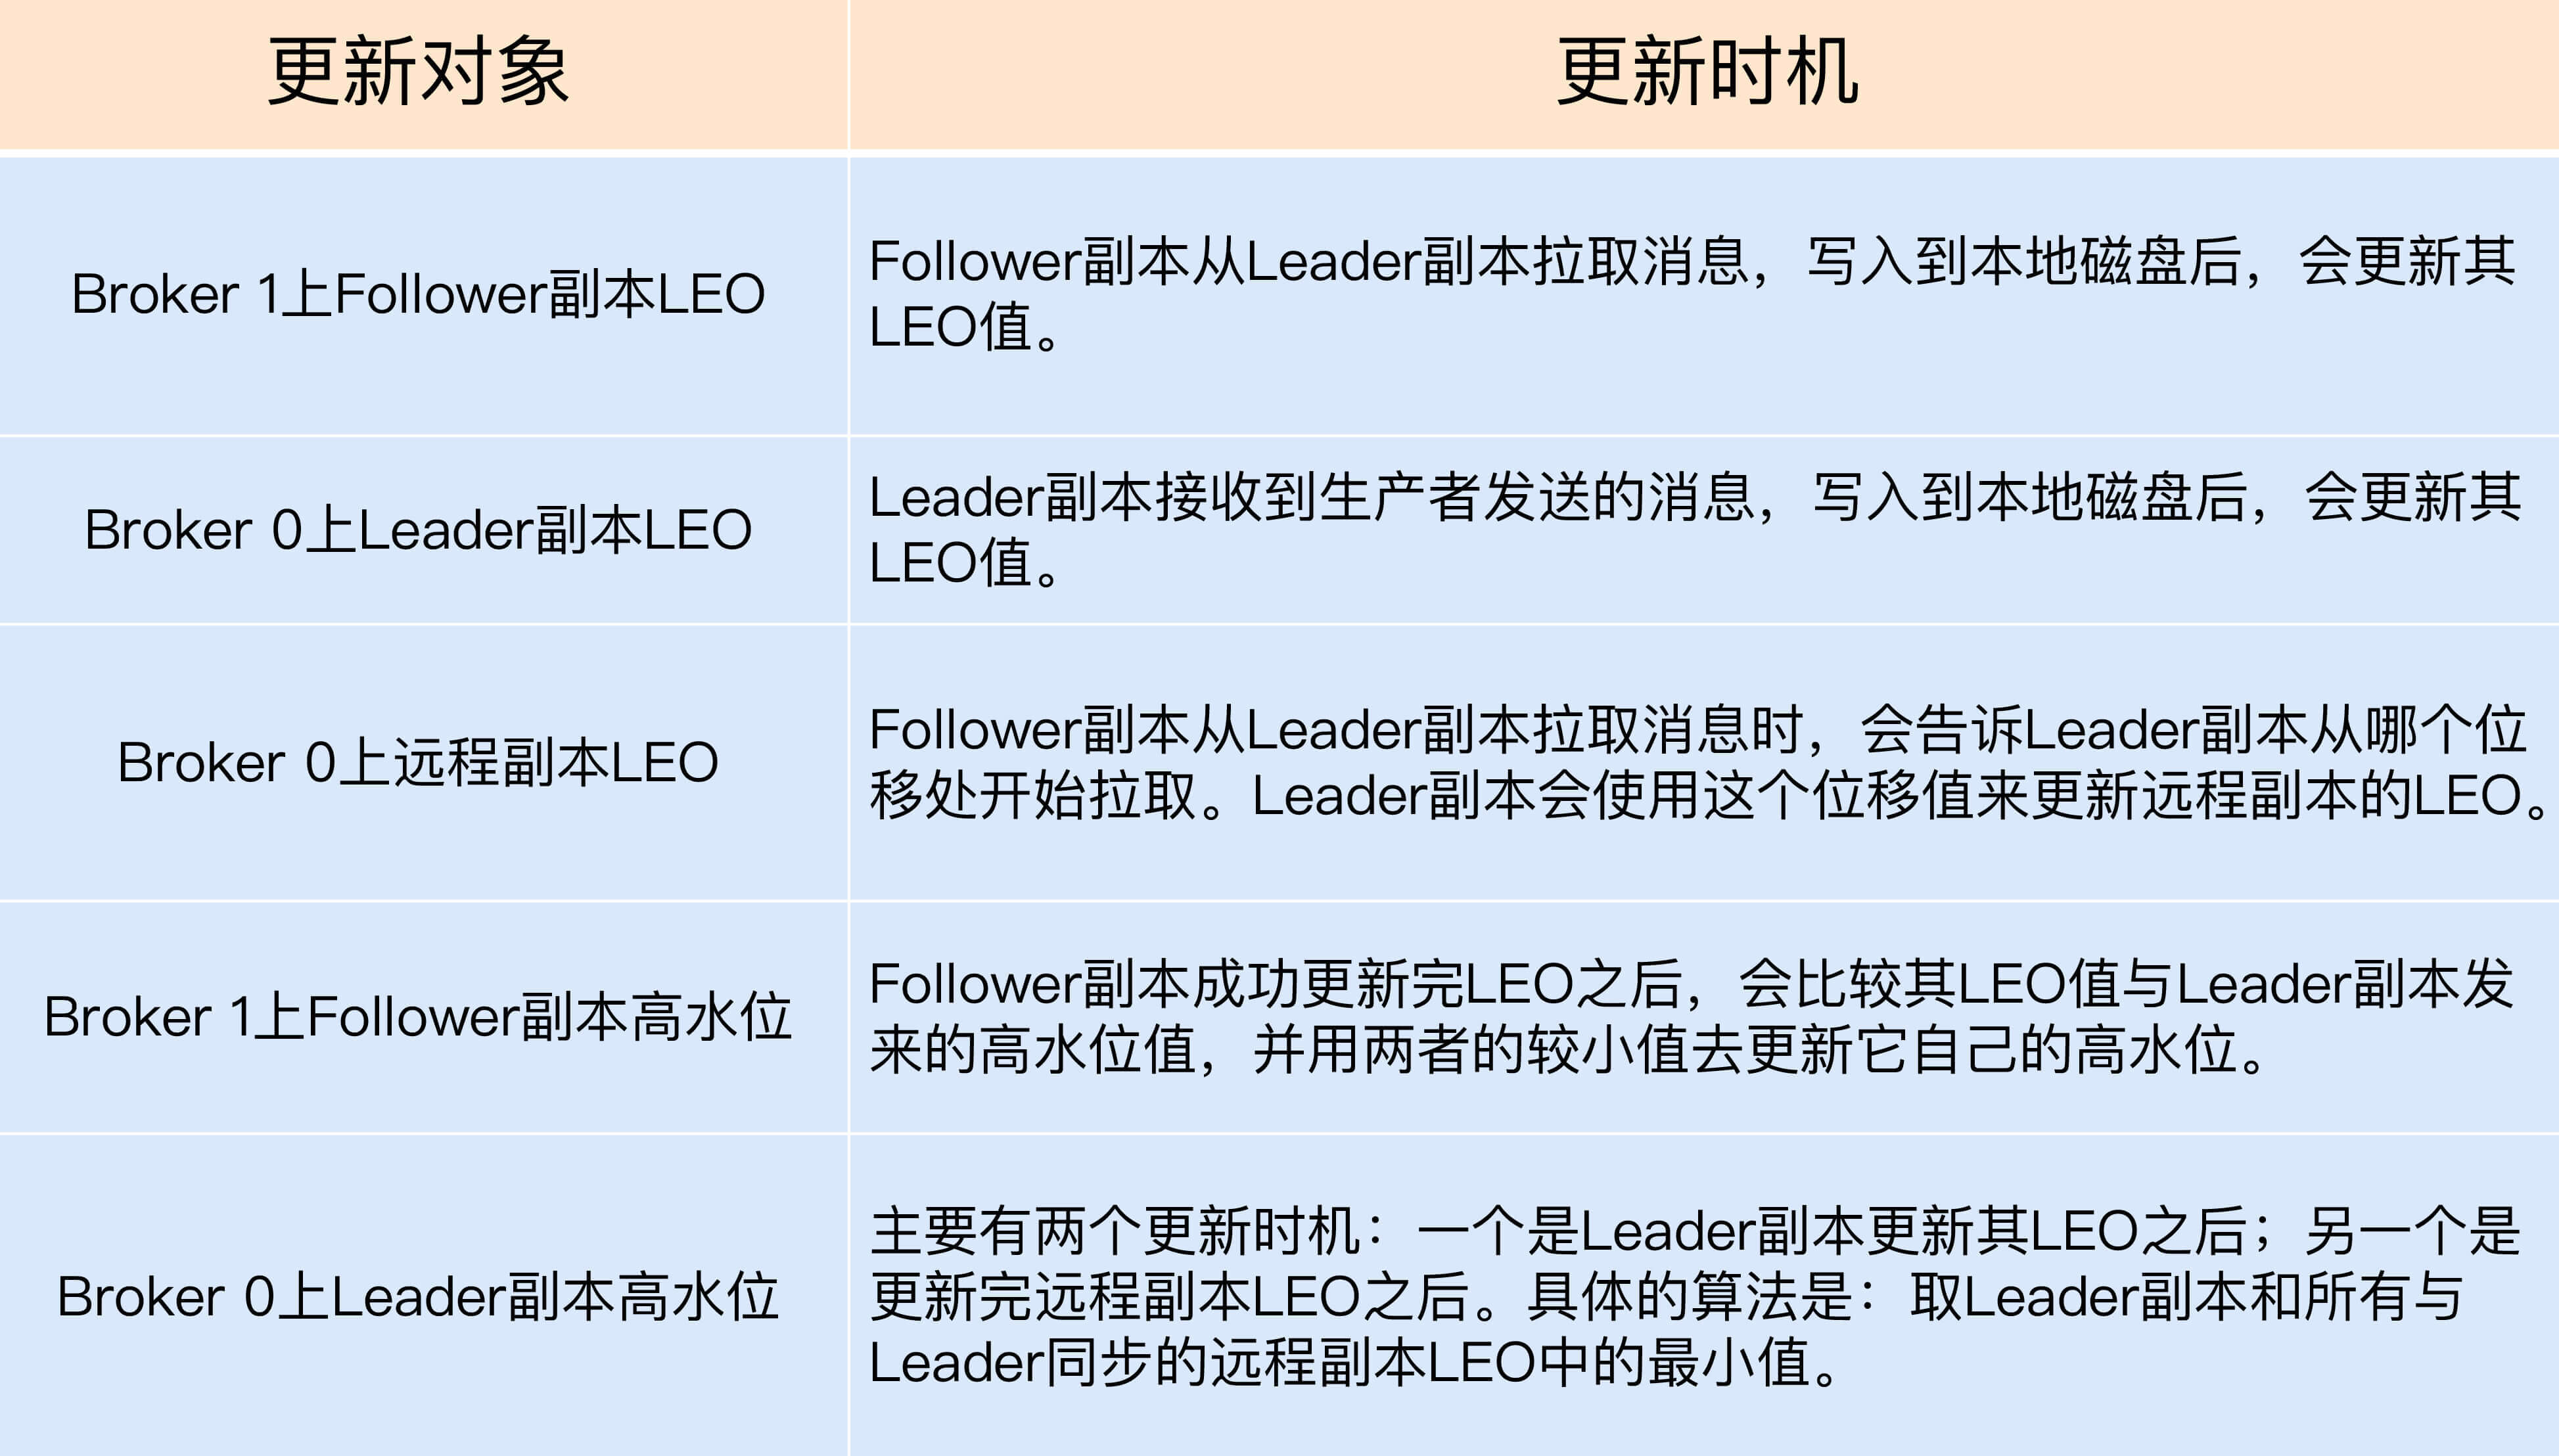 更新对象
更新时机
Broker 1上Follower副本LEO
Follower副本从Leader副本拉取消息，写入到本地磁盘后，会更新其
LEO值。
Broker 0上Leader副本LEO
Leader副本接收到生产者发送的消息，写入到本地磁盘后，会更新其
LEO值。
Broker 0上远程副本LEO
Follower副本从Leader副本拉取消息时，会告诉Leader副本从哪个位
移处开始拉取。Leader副本会使用这个位移值来更新远程副本的LEO。
Broker 1上Follower副本高水位
Follower副本成功更新完LEO之后，会比较其LEO值与Leader副本发
来的高水位值，并用两者的较小值去更新它自己的高水位。
Broker 0上Leader副本高水位
主要有两个更新时机：一个是Leader副本更新其LEO之后；另一个是
更新完远程副本LEO之后。具体的算法是：取Leader副本和所有与
Leader同步的远程副本LEO中的最小值。